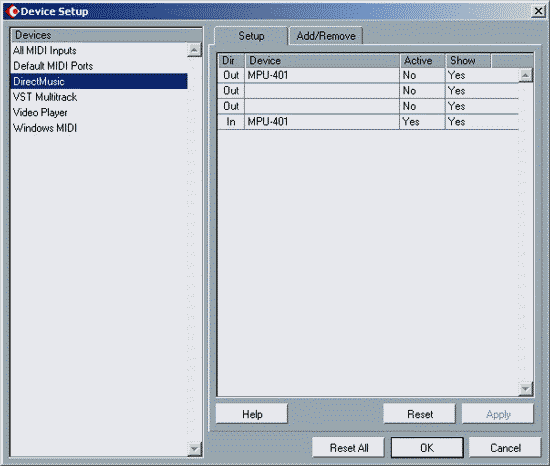 Device Setup
Devices
All MIDI Inputs
Default MIDI Ports
DirectMusic
VST Multitrack
Video Player
Windows MIDI
Setup Add/Remove
Dir Device Active Show
Out MPU-401 No Yes
Out No Yes
Out No Yes
In MPU-401 Yes Yes
Help Reset Apply
Reset All OK Cancel